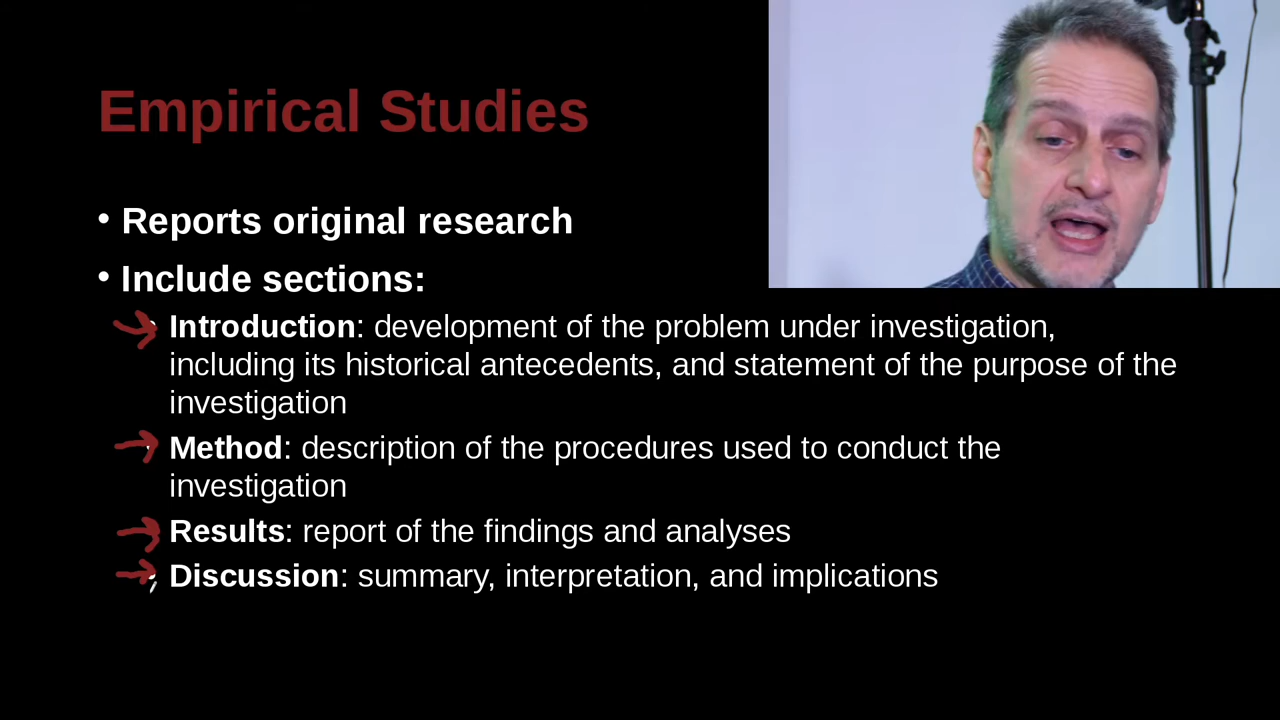 Empirical Studies
• Reports original research
• Include sections:
Introduction: development of the problem under investigation,
including its historical antecedents, and statement of the purpose of the
investigation
Method: description of the procedures used to conduct the
investigation
Results: report of the findings and analyses
Discussion: summary, interpretation, and implications